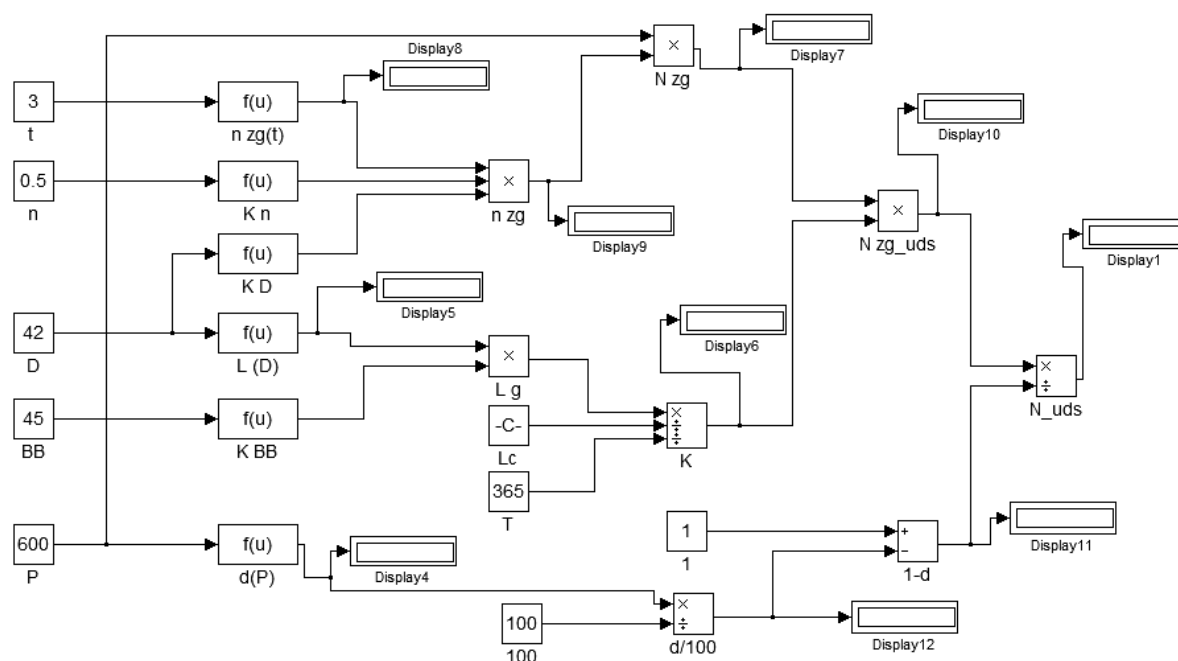 Display8
Display7
×
N zg
3
t
f(u)
n zg(t)
Display10
0.5
n
f(u)
K n
×
n zg
Display9
×
N zg_uds
Display1
f(u)
K D
Display5
Display6
42
D
f(u)
L (D)
×
L g
×
÷
N_uds
45
BB
f(u)
K BB
-C-
Lc
×
÷
÷
K
365
T
600
P
f(u)
d(P)
Display4
1
1
+
−
1-d
Display11
100
100
×
÷
d/100
Display12